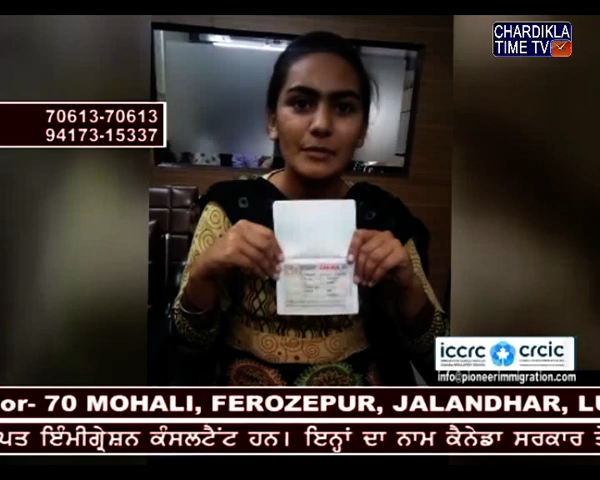 CHARDIKLA
TIME TV
70613-70613
94173-15337
iccrc crcic
info@pioneerimmigration.com
or- 70 MOHALI, FEROZEPUR, JALANDHAR, LU
ਪਤ ਇੰਮੀਗ੍ਰੇਸ਼ਨ ਕੰਸਲਟੈਂਟ ਹਨ। ਇਨ੍ਹਾਂ ਦਾ ਨਾਮ ਕੈਨੇਡਾ ਸਰਕਾਰ ਤੋਂ